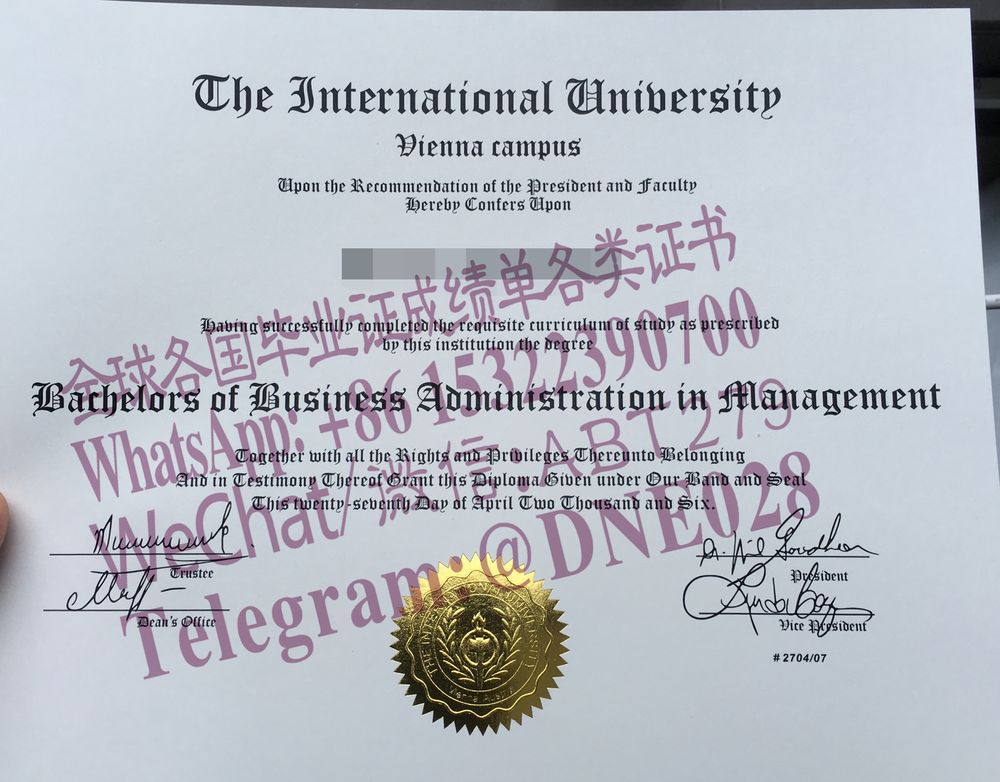 The International University
Vienna campus
Upon the Recommendation of the President and Faculty
Hereby Confers Upon
全球各国毕业证成绩单各类证书
Having successfully completed the requisite curriculum of study as prescribed
by this institution the degree
WhatsApp: +86 15322390700
Bachelors of Business Administration in Management
WeChat/微信:ABT279
Together with all the Rights and Privileges Thereunto Belonging
And in Testimony Thereof Grant this Diploma Given under Our Band and Seal
This twenty-seventh Day of April Two Thousand and Six.
Telegram:@DNE028
Trustee
President
Dean's Office
Vice President
THE INTERNATIONAL UNIVERSITY
Vienna, Austria
#2704/07